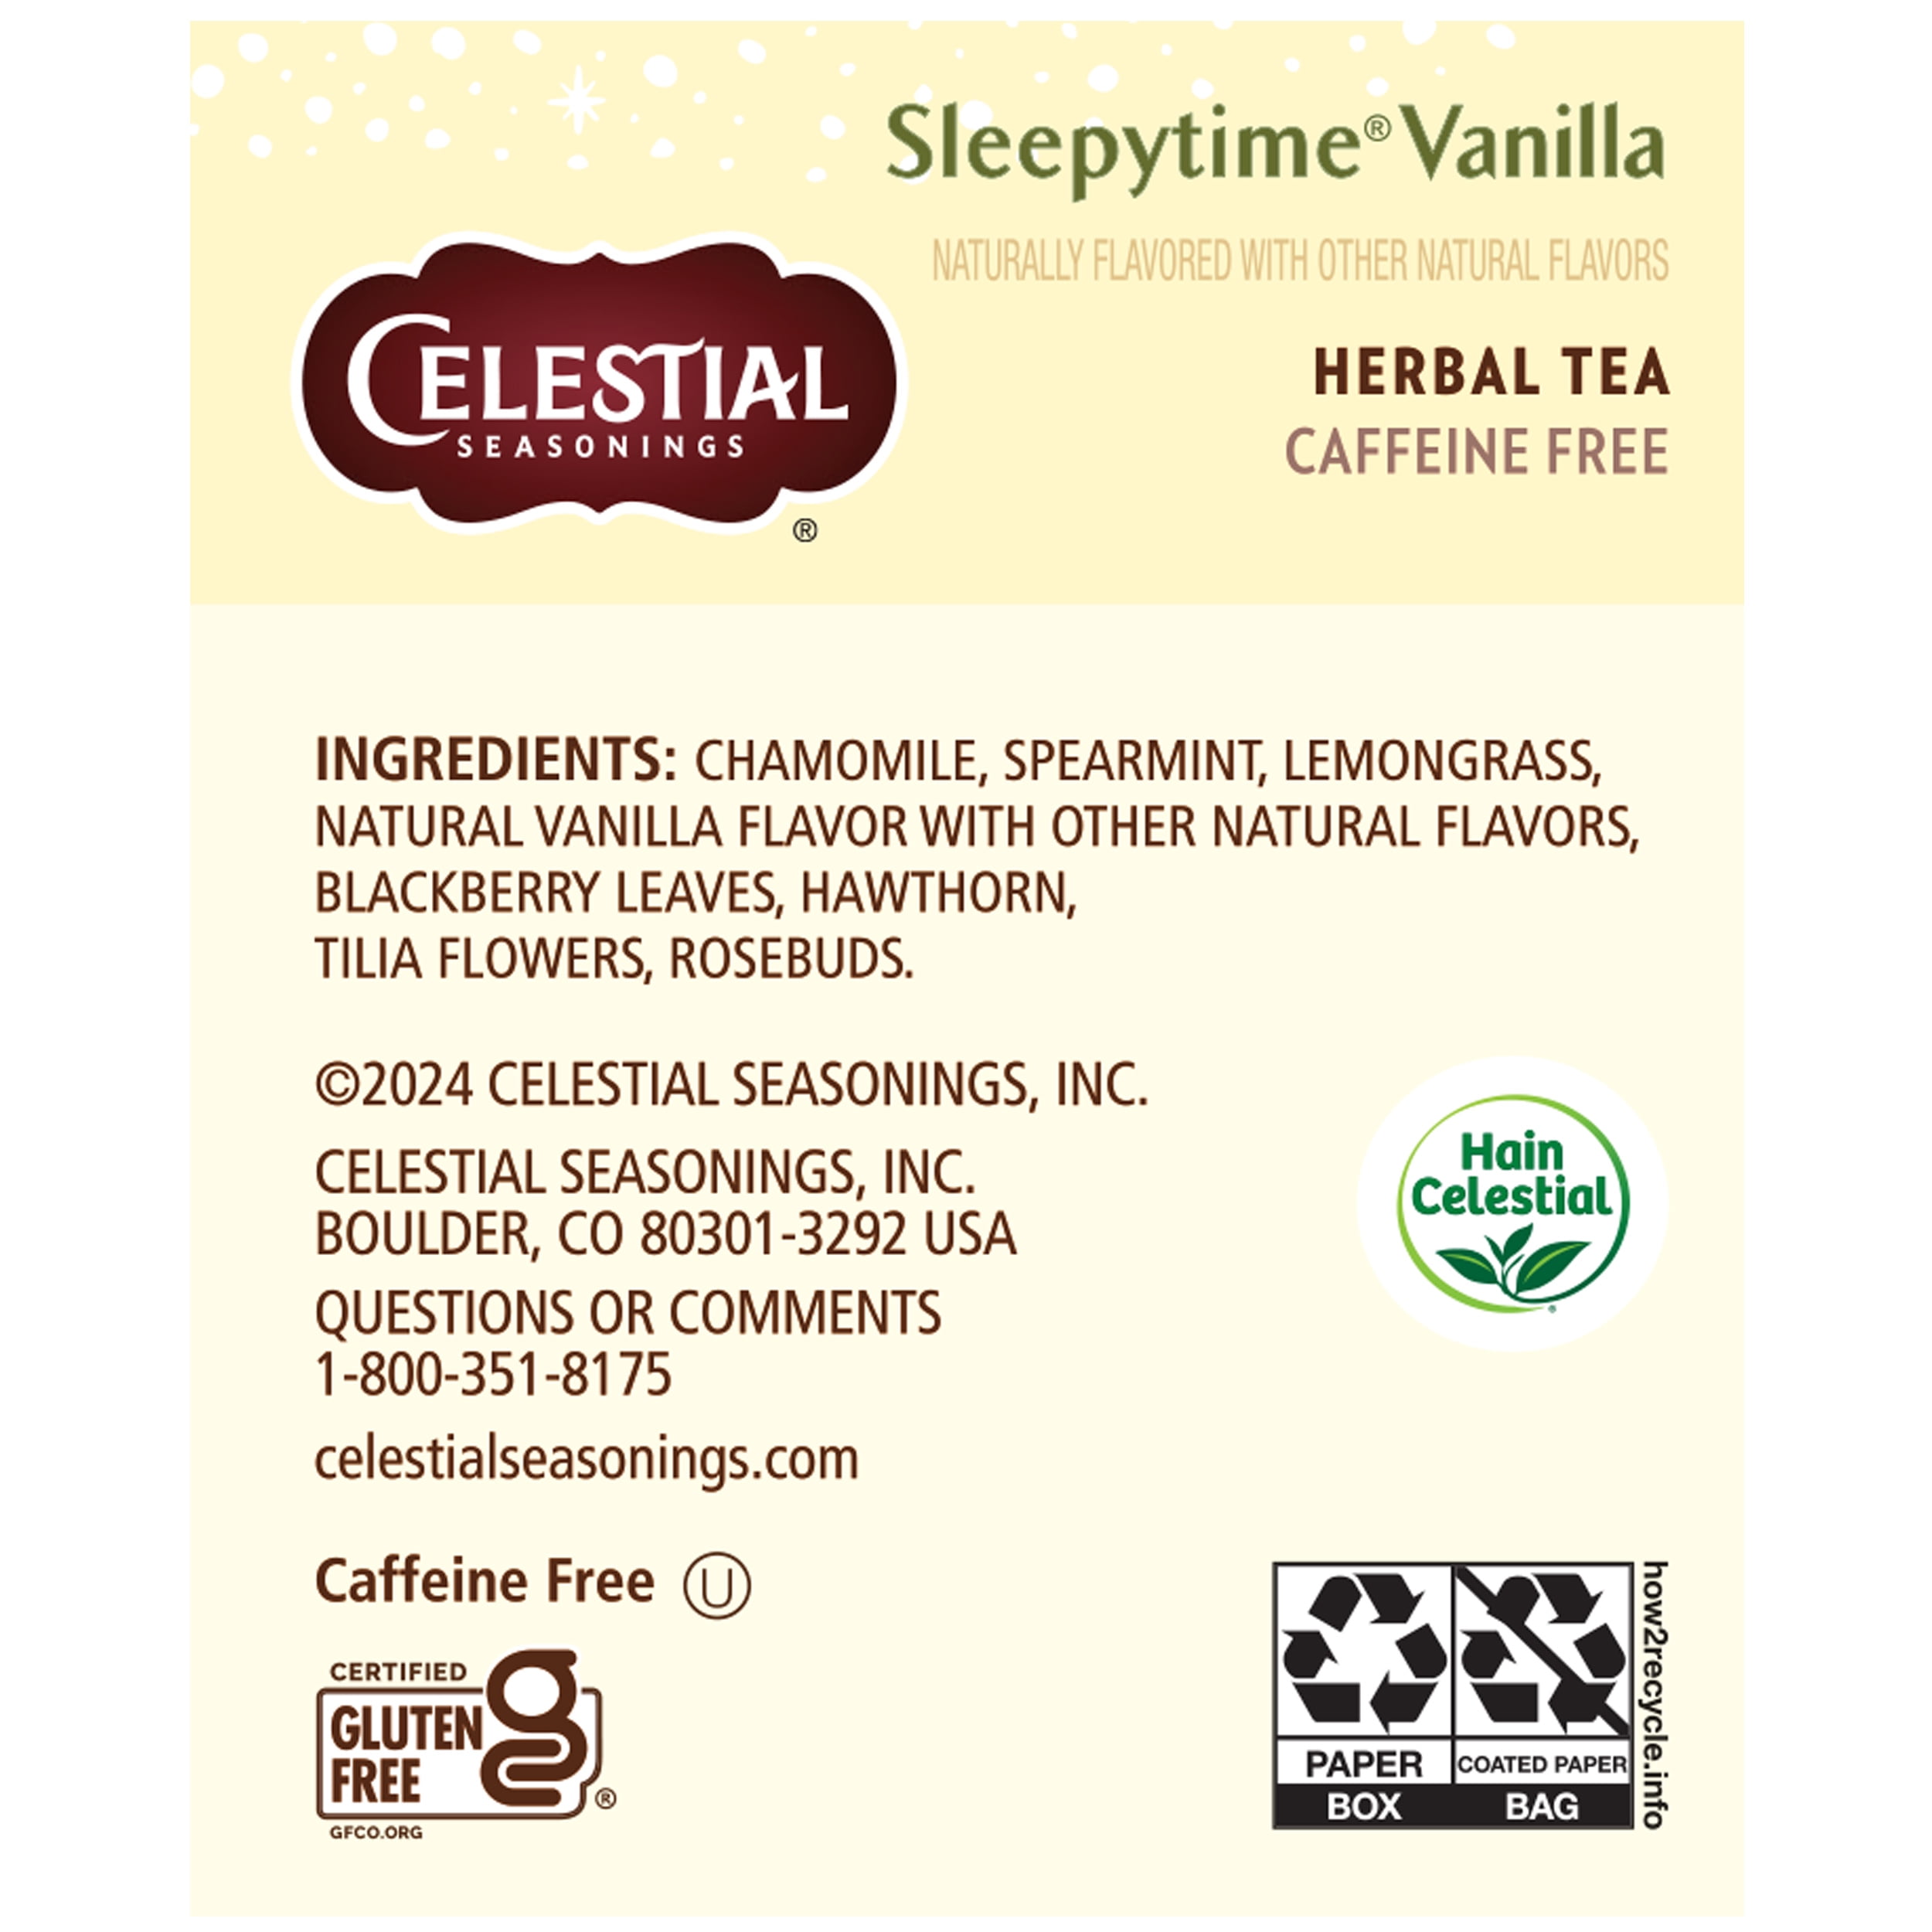 Sleepytime® Vanilla
NATURALLY FLAVORED WITH OTHER NATURAL FLAVORS
CELESTIAL
SEASONINGS
®
HERBAL TEA
CAFFEINE FREE
INGREDIENTS: CHAMOMILE, SPEARMINT, LEMONGRASS,
NATURAL VANILLA FLAVOR WITH OTHER NATURAL FLAVORS,
BLACKBERRY LEAVES, HAWTHORN,
TILIA FLOWERS, ROSEBUDS.
©2024 CELESTIAL SEASONINGS, INC.
CELESTIAL SEASONINGS, INC.
BOULDER, CO 80301-3292 USA
QUESTIONS OR COMMENTS
1-800-351-8175
celestialseasonings.com
Hain
Celestial
Caffeine Free Ⓤ
CERTIFIED
GLUTEN
FREE
g
®
GFCO.ORG
PAPER
BOX
COATED PAPER
BAG
how2recycle.info